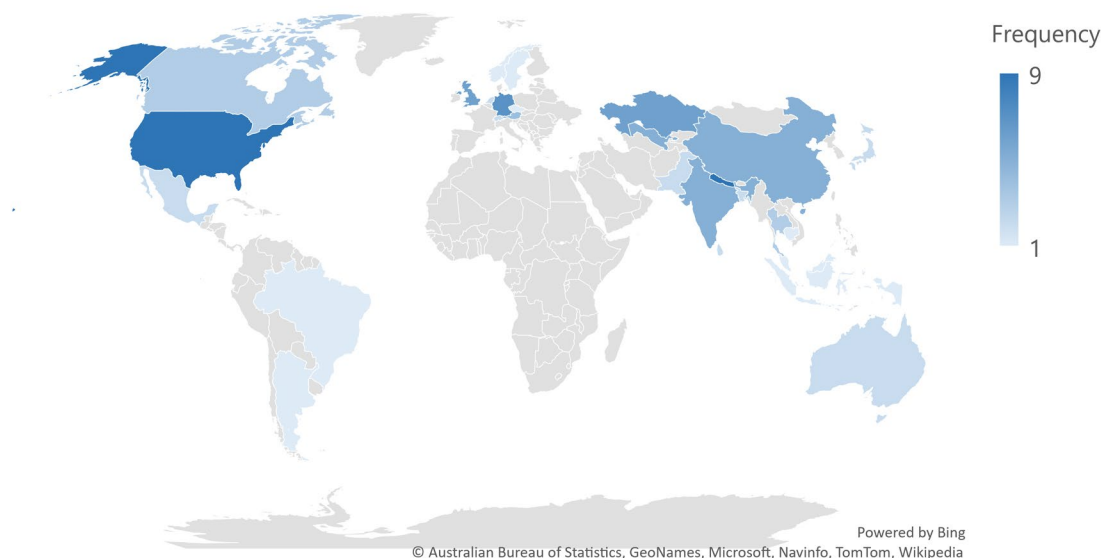 Frequency
9
1
Powered by Bing
© Australian Bureau of Statistics, GeoNames, Microsoft, Navinfo, TomTom, Wikipedia